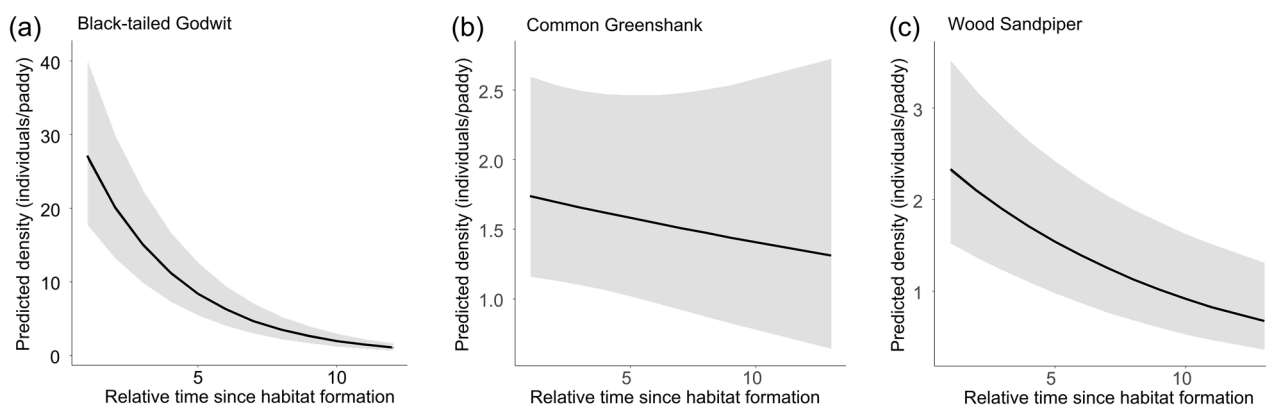 (a) Black-tailed Godwit
Predicted density (individuals/paddy)
40
30
20
10
0
5 10
Relative time since habitat formation
(b) Common Greenshank
Predicted density (individuals/paddy)
2.5
2.0
1.5
1.0
5 10
Relative time since habitat formation
(c) Wood Sandpiper
Predicted density (individuals/paddy)
3
2
1
5 10
Relative time since habitat formation